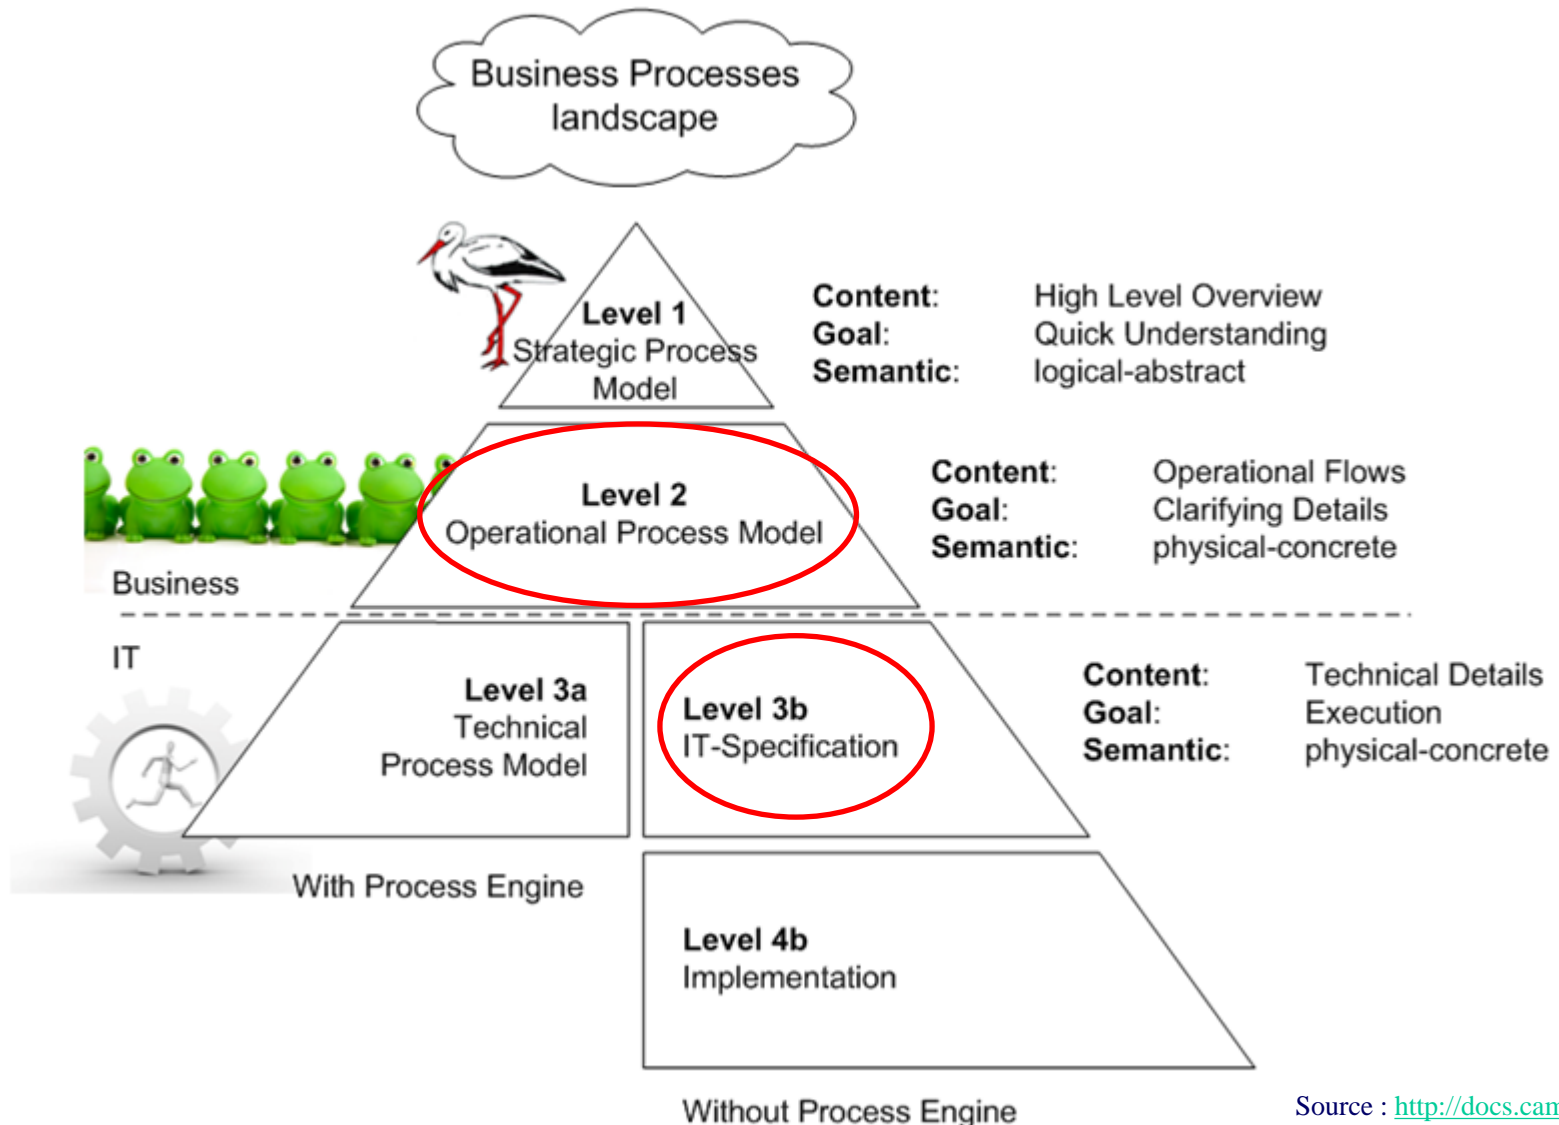 Business Processes
landscape
Level 1
Strategic Process
Model
Content: High Level Overview
Goal: Quick Understanding
Semantic: logical-abstract
Level 2
Operational Process Model
Content: Operational Flows
Goal: Clarifying Details
Semantic: physical-concrete
Business
IT
Level 3a
Technical
Process Model
Level 3b
IT-Specification
Content: Technical Details
Goal: Execution
Semantic: physical-concrete
With Process Engine
Level 4b
Implementation
Without Process Engine
Source : http://docs.cam